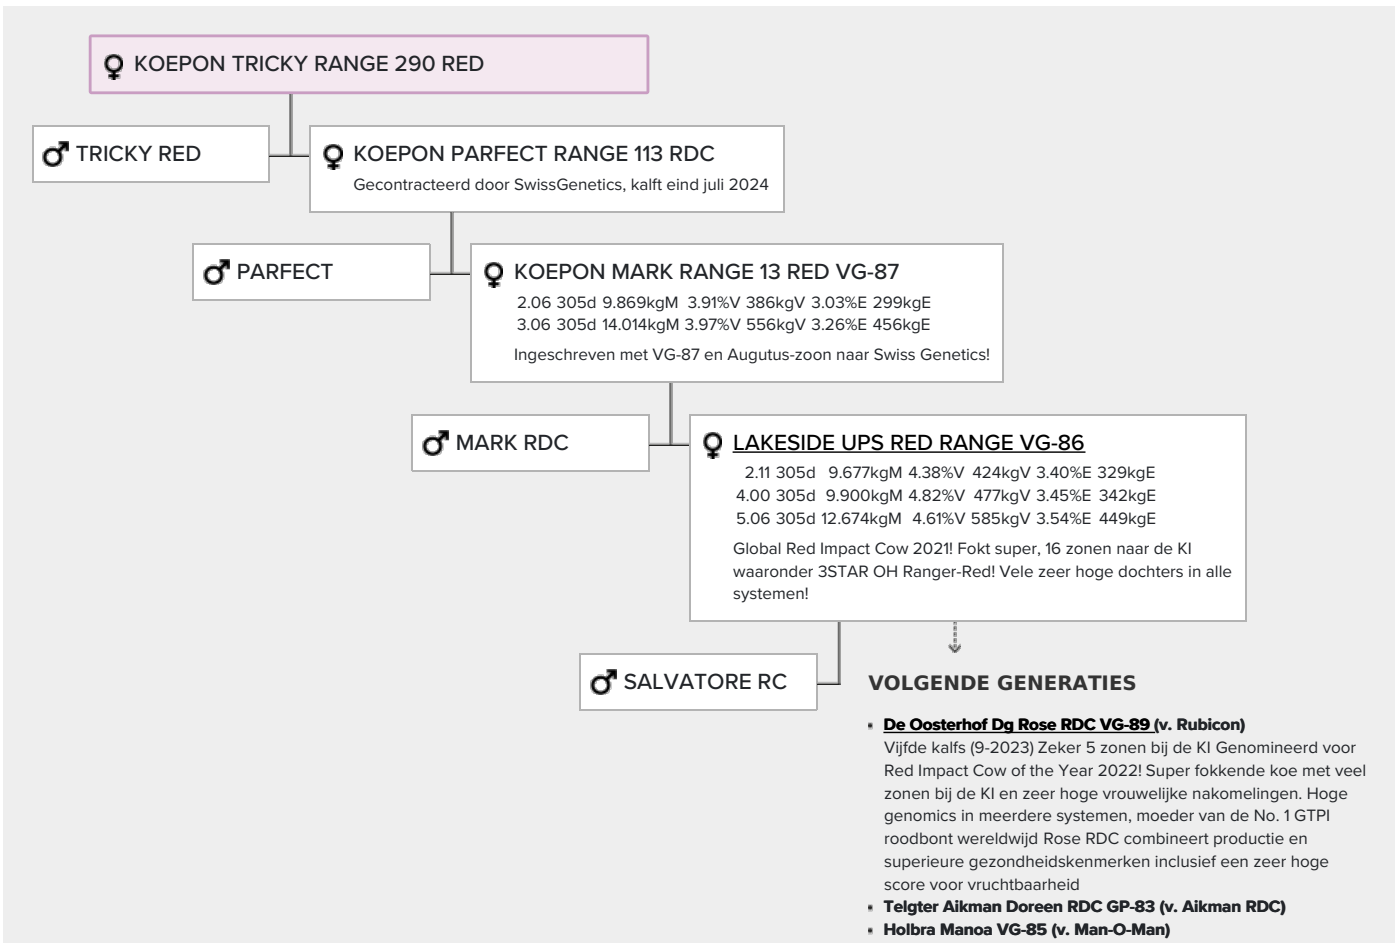 KOEPON TRICKY RANGE 290 RED
TRICKY RED
KOEPON PARFECT RANGE 113 RDC
Gecontracteerd door SwissGenetics, kalft eind juli 2024
PARFECT
KOEPON MARK RANGE 13 RED VG-87
2.06 305d 9.869kgM 3.91%V 386kgV 3.03%E 299kgE
3.06 305d 14.014kgM 3.97%V 556kgV 3.26%E 456kgE
Ingeschreven met VG-87 en Augutus-zoon naar Swiss Genetics!
MARK RDC
LAKESIDE UPS RED RANGE VG-86
2.11 305d 9.677kgM 4.38%V 424kgV 3.40%E 329kgE
4.00 305d 9.900kgM 4.82%V 477kgV 3.45%E 342kgE
5.06 305d 12.674kgM 4.61%V 585kgV 3.54%E 449kgE
Global Red Impact Cow 2021! Fokt super, 16 zonen naar de KI
waaronder 3STAR OH Ranger-Red! Vele zeer hoge dochters in alle
systemen!
SALVATORE RC
VOLGENDE GENERATIES
▪ De Oosterhof Dg Rose RDC VG-89 (v. Rubicon)
Vijfde kalfs (9-2023) Zeker 5 zonen bij de KI Genomineerd voor
Red Impact Cow of the Year 2022! Super fokkende koe met veel
zonen bij de KI en zeer hoge vrouwelijke nakomelingen. Hoge
genomics in meerdere systemen, moeder van de No. 1 GTPI
roodbont wereldwijd Rose RDC combineert productie en
superieure gezondheidskenmerken inclusief een zeer hoge
score voor vruchtbaarheid
▪ Telgter Aikman Doreen RDC GP-83 (v. Aikman RDC)
▪ Holbra Manoa VG-85 (v. Man-O-Man)